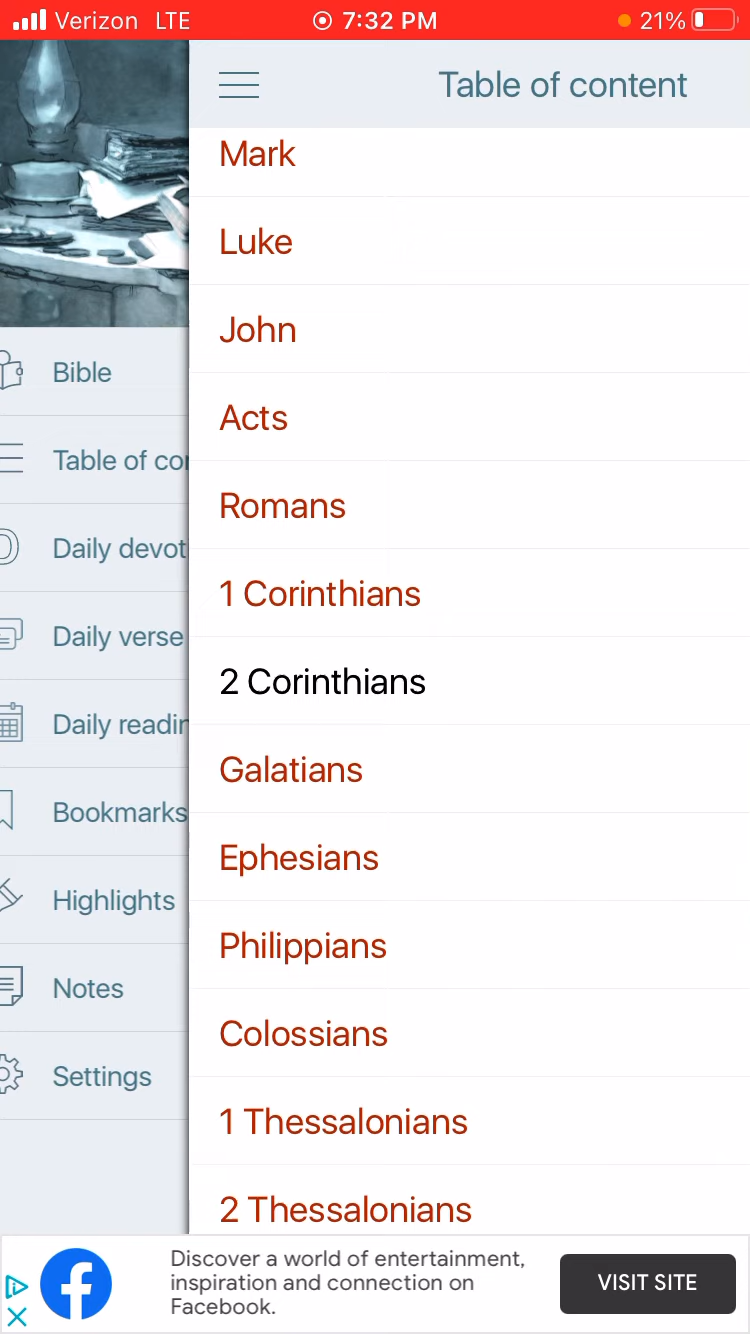 Verizon LTE 7:32 PM 21%
Table of content
Mark
Luke
John
Acts
Romans
1 Corinthians
2 Corinthians
Galatians
Ephesians
Philippians
Colossians
1 Thessalonians
2 Thessalonians
Bible
Table of con
Daily devot
Daily verse
Daily readin
Bookmarks
Highlights
Notes
Settings
Discover a world of entertainment,
inspiration and connection on
Facebook.
VISIT SITE